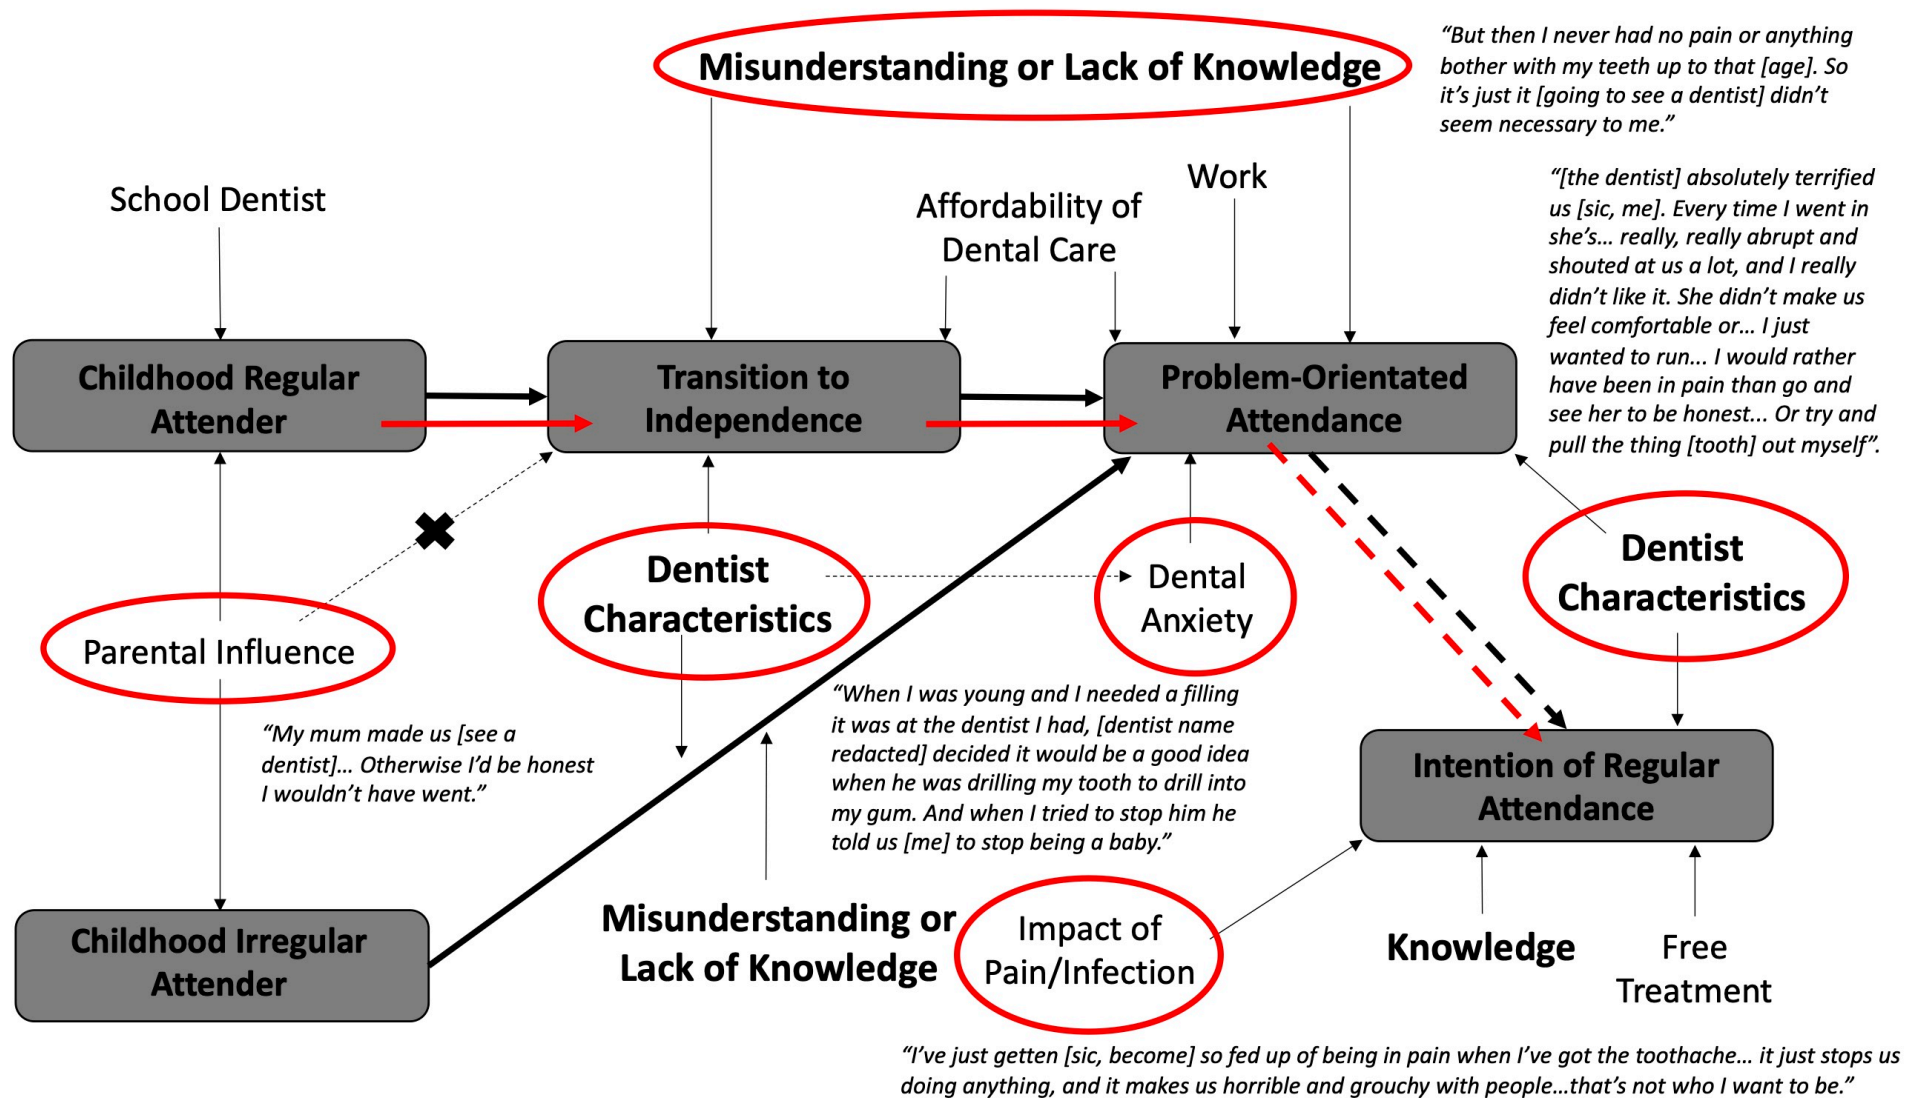 Misunderstanding or Lack of Knowledge
“But then I never had no pain or anything
bother with my teeth up to that [age]. So
it’s just it [going to see a dentist] didn’t
seem necessary to me.”
School Dentist
Affordability of
Dental Care
Work
“[the dentist] absolutely terrified
us [sic, me]. Every time I went in
she’s... really, really abrupt and
shouted at us a lot, and I really
didn’t like it. She didn’t make us
feel comfortable or... I just
wanted to run... I would rather
have been in pain than go and
see her to be honest... Or try and
pull the thing [tooth] out myself”.
Childhood Regular
Attender
Transition to
Independence
Problem-Orientated
Attendance
Parental Influence
Dentist
Characteristics
Dental
Anxiety
Dentist
Characteristics
“My mum made us [see a
dentist]... Otherwise I’d be honest
I wouldn’t have went.”
“When I was young and I needed a filling
it was at the dentist I had, [dentist name
redacted] decided it would be a good idea
when he was drilling my tooth to drill into
my gum. And when I tried to stop him he
told us [me] to stop being a baby.”
Intention of Regular
Attendance
Childhood Irregular
Attender
Misunderstanding or
Lack of Knowledge
Impact of
Pain/Infection
Knowledge
Free
Treatment
“I’ve just getten [sic, become] so fed up of being in pain when I’ve got the toothache... it just stops us
doing anything, and it makes us horrible and grouchy with people...that’s not who I want to be.”